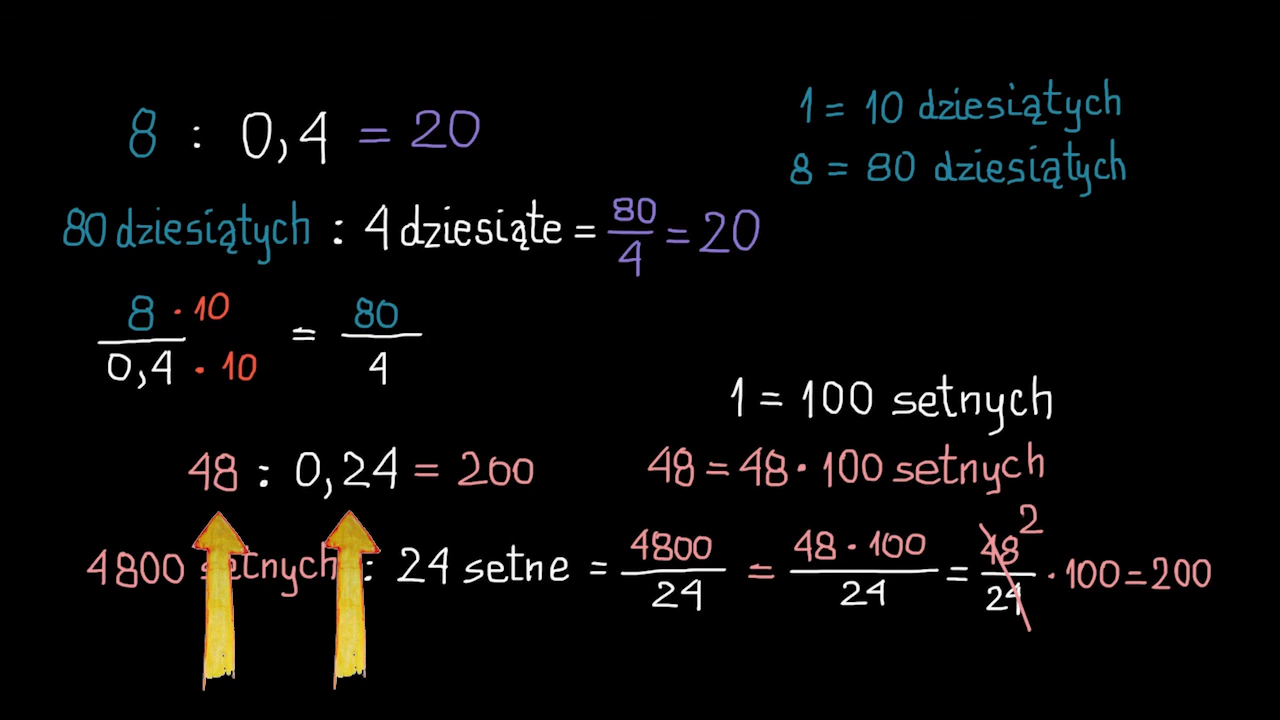 8 : 0,4 = 20
1 = 10 dziesiątych
8 = 80 dziesiątych
80 dziesiątych : 4 dziesiąte = 80/4 = 20
8 · 10 / 0,4 · 10 = 80/4
1 = 100 setnych
48 : 0,24 = 200
48 = 48 · 100 setnych
4800 setnych : 24 setne = 4800/24 = 48 · 100/24 = 48/24 2 · 100 = 200